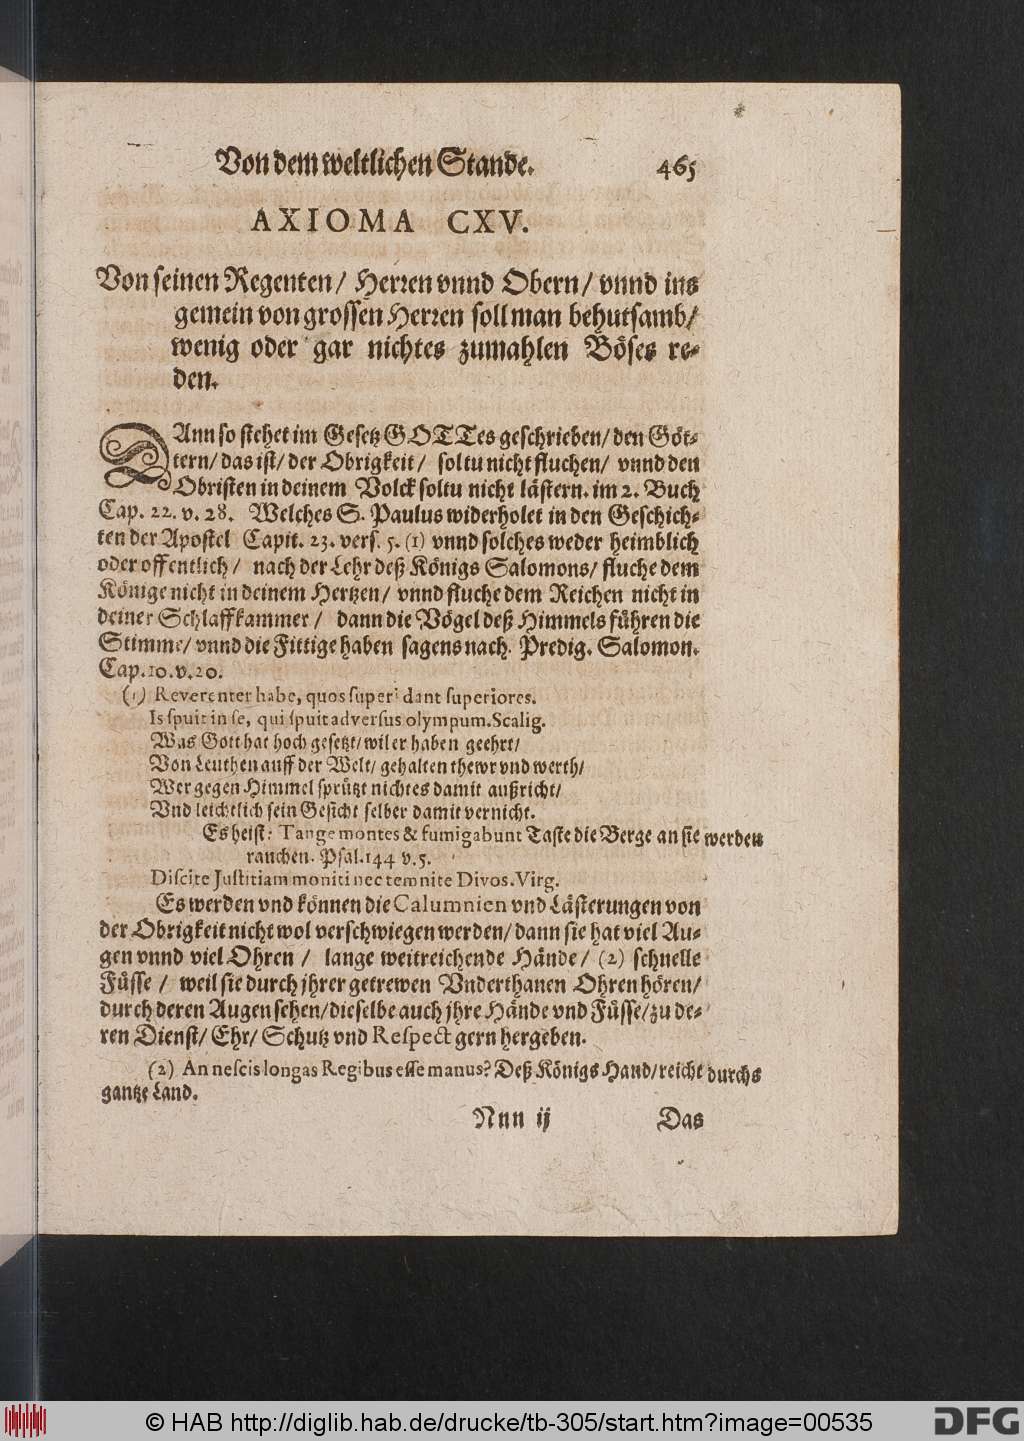 Von dem weltlichen Stande. 465
AXIOMA CXV.
Von seinen Regenten / Herren vnnd Obern / vnnd ins
gemein von grossen Herren soll man behutsamb /
wenig oder gar nichtes zumahlen Böses re-
den.
DAnn so stehet im Gesetz GOTTes geschrieben / den Göt-
tern / das ist / der Obrigkeit / soltu nicht fluchen / vnnd den
Obristen in deinem Volck soltu nicht lästern. im 2. Buch
Cap. 22. v. 28. Welches S. Paulus widerholet in den Geschich-
ten der Apostel Capit. 23. vers. 5. (1) vnnd solches weder heimblich
oder offentlich / nach der Lehr deß Königs Salomons / fluche dem
Könige nicht in deinem Hertzen / vnnd fluche dem Reichen nicht in
deiner Schlaffkammer / dann die Vögel deß Himmels führen die
Stimme / vnnd die Fittige haben sagens nach. Predig. Salomon.
Cap. 10. v. 20.
(1) Reverenter habe, quos superi dant superiores.
Is spuit in se, qui spuit adversus olympum. Scalig.
Was Gott hat hoch gesetzt / wil er haben geehrt /
Von Leuthen auff der Welt / gehalten thewr vnd werth /
Wer gegen Himmel sprützt nichtes damit außricht /
Vnd leichtlich sein Gesicht selber damit vernicht.
Es heist: Tange montes & fumigabunt Taste die Berge an sie werden
rauchen. Psal. 144 v. 5.
Discite Justitiam moniti nec temnite Divos. Virg.
Es werden vnd können die Calumnien vnd Lästerungen von
der Obrigkeit nicht wol verschwiegen werden / dann sie hat viel Au-
gen vnnd viel Ohren / lange weitreichende Hände / (2) schnelle
Füsse / weil sie durch jhrer getrewen Vnderthanen Ohren hören /
durch deren Augen sehen / dieselbe auch jhre Hände vnd Füsse / zu de-
ren Dienst / Ehr / Schutz vnd Respect gern hergeben.
(2) An nescis longas Regibus esse manus? Deß Königs Hand / reicht durchs
gantze Land.
Nnn ij Das
© HAB http://diglib.hab.de/drucke/tb-305/start.htm?image=00535 DFG